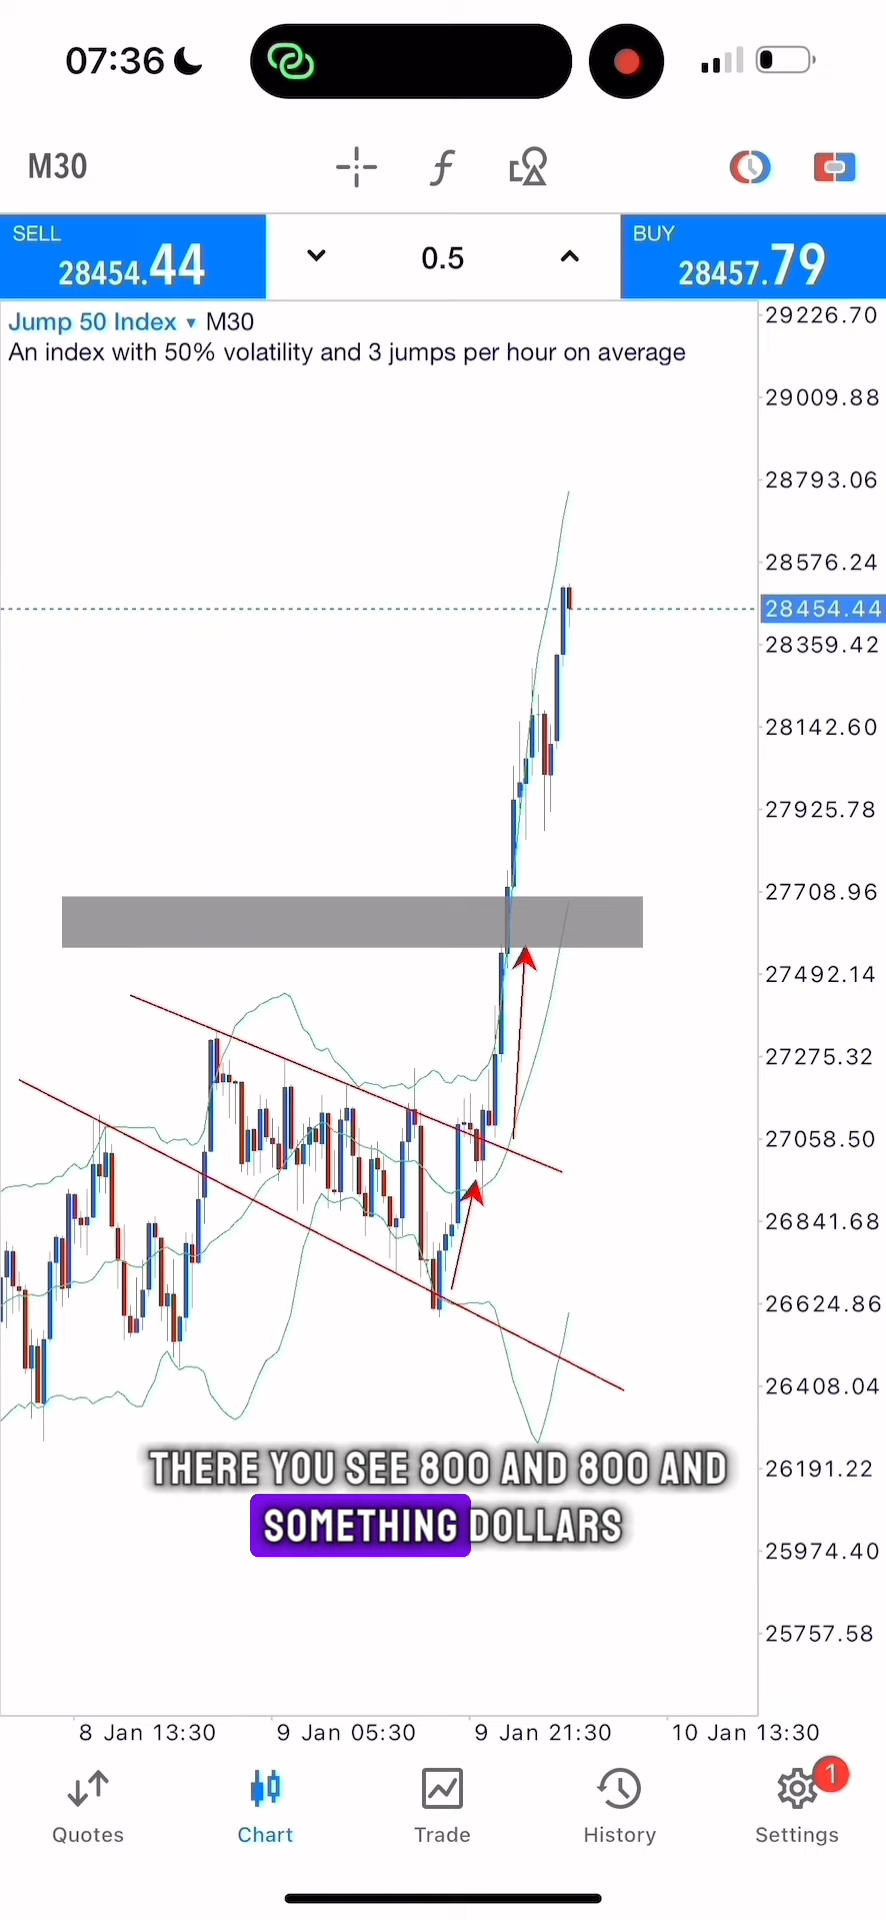 07:36
M30
SELL
28454.44
0.5
BUY
28457.79
Jump 50 Index ▾ M30
An index with 50% volatility and 3 jumps per hour on average
29226.70
29009.88
28793.06
28576.24
28454.44
28359.42
28142.60
27925.78
27708.96
27492.14
27275.32
27058.50
26841.68
26624.86
26408.04
26191.22
25974.40
25757.58
THERE YOU SEE 800 AND 800 AND
SOMETHING DOLLARS
8 Jan 13:30 9 Jan 05:30 9 Jan 21:30 10 Jan 13:30
1
Quotes Chart Trade History Settings